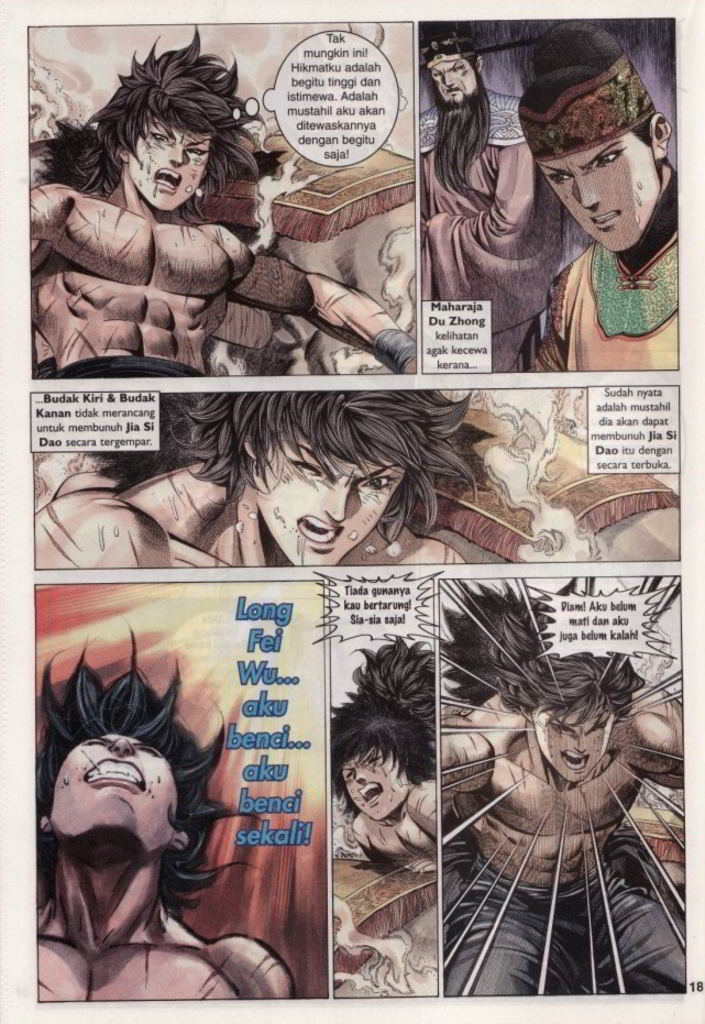 Tak
mungkin ini!
Hikmatku adalah
begitu tinggi dan
istimewa. Adalah
mustahil aku akan
ditewaskannya
dengan begitu
saja!
Maharaja
Du Zhong
kelihatan
agak kecewa
kerana...
...Budak Kiri & Budak
Kanan tidak merancang
untuk membunuh Jia Si
Dao secara tergempar.
Sudah nyata
adalah mustahil
dia akan dapat
membunuh Jia Si
Dao itu dengan
secara terbuka.
Long
Fei
Wu...
aku
benci...
aku
benci
sekali!
Tiada gunanya
kau bertarung!
Sia-sia saja!
Diam! Aku belum
mati dan aku
juga belum kalah!
18